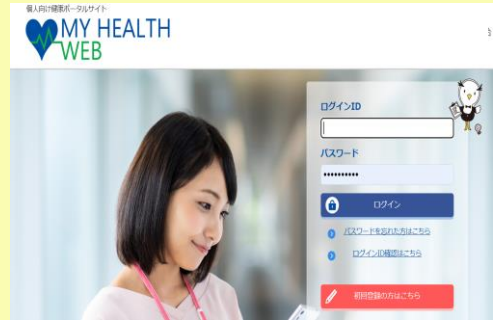 個人向け健康ポータルサイト
MY HEALTH
WEB
ログインID
パスワード
ログイン
パスワードを忘れた方はこちら
ログインID確認はこちら
初回登録の方はこちら